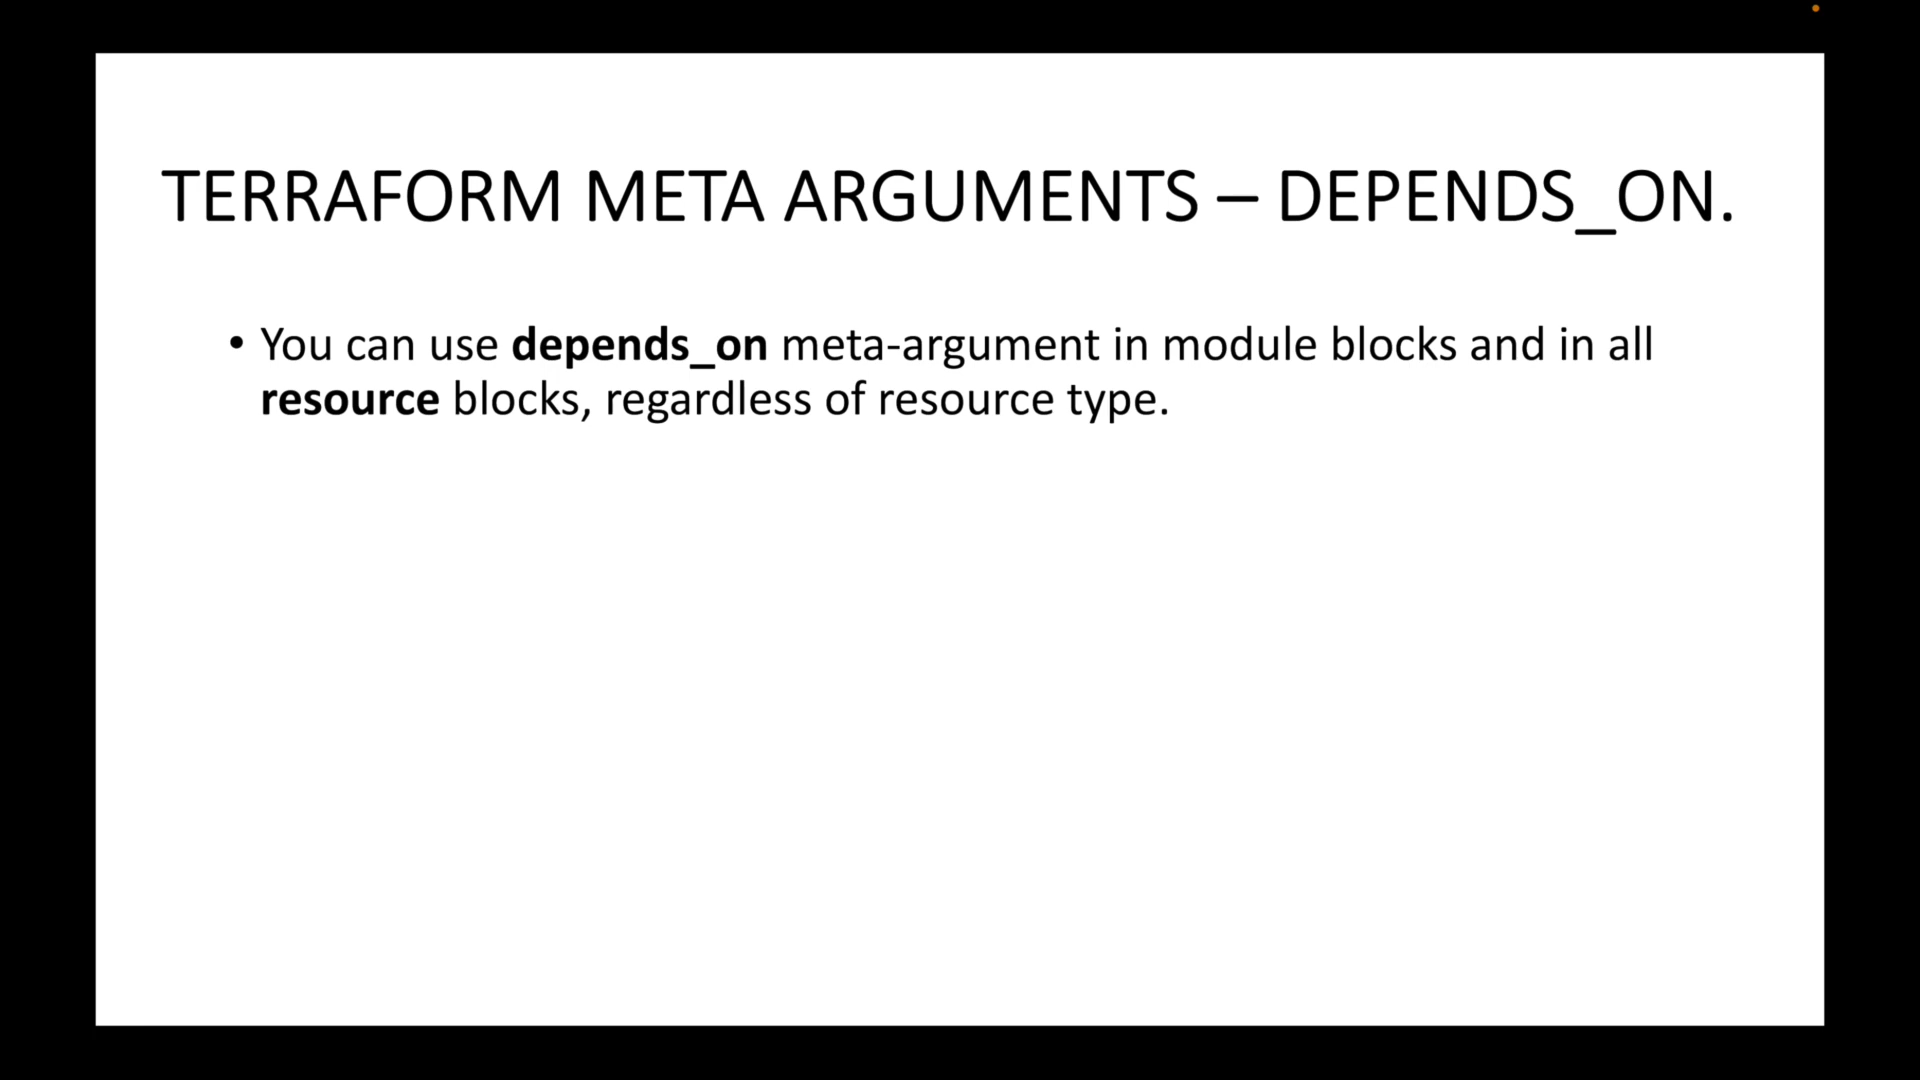 TERRAFORM META ARGUMENTS – DEPENDS_ON.
• You can use depends_on meta-argument in module blocks and in all
resource blocks, regardless of resource type.